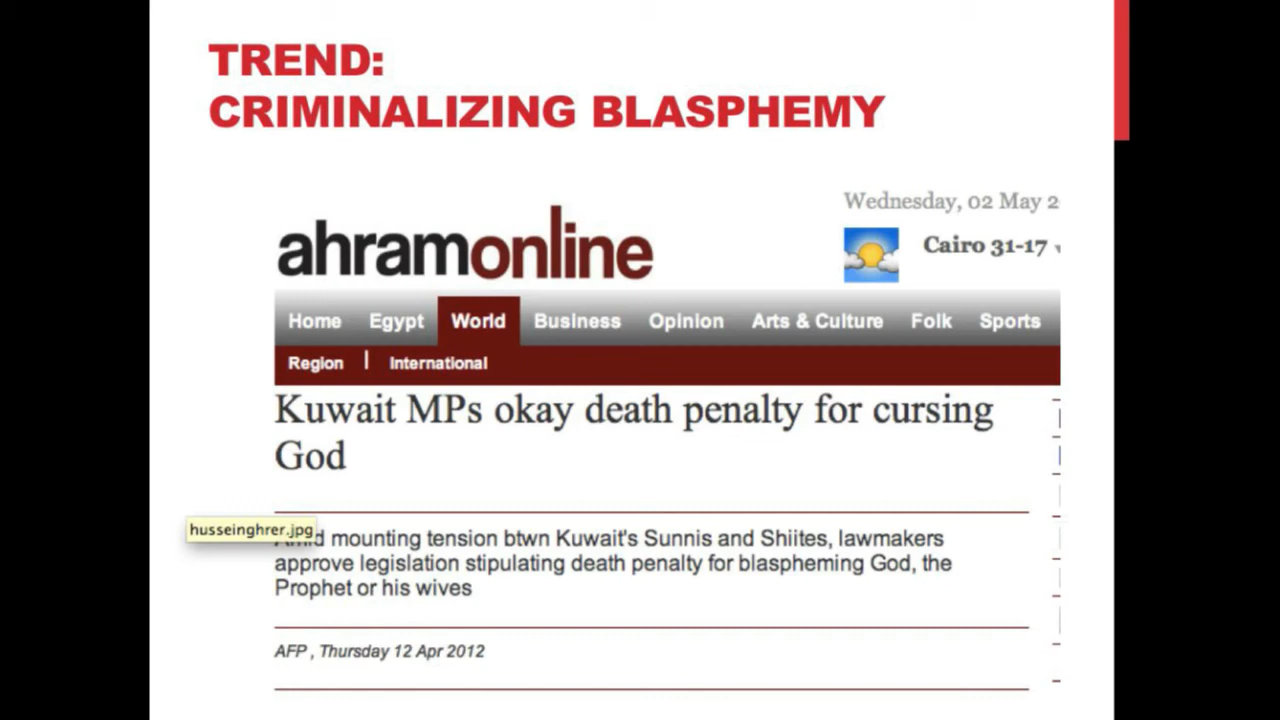 TREND:
CRIMINALIZING BLASPHEMY
Wednesday, 02 May 2
ahramonline
Cairo 31-17
Home Egypt World Business Opinion Arts & Culture Folk Sports
Region | International
Kuwait MPs okay death penalty for cursing
God
husseinghrer.jpg
mounting tension btwn Kuwait's Sunnis and Shiites, lawmakers
approve legislation stipulating death penalty for blaspheming God, the
Prophet or his wives
AFP , Thursday 12 Apr 2012